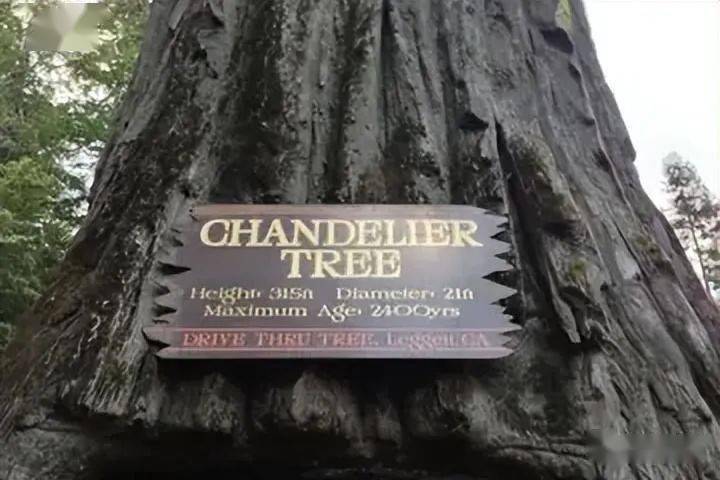 CHANDELIER
TREE
Height: 315ft Diameter: 21ft
Maximum Age: 2400yrs
DRIVE THRU TREE, Leggett, CA